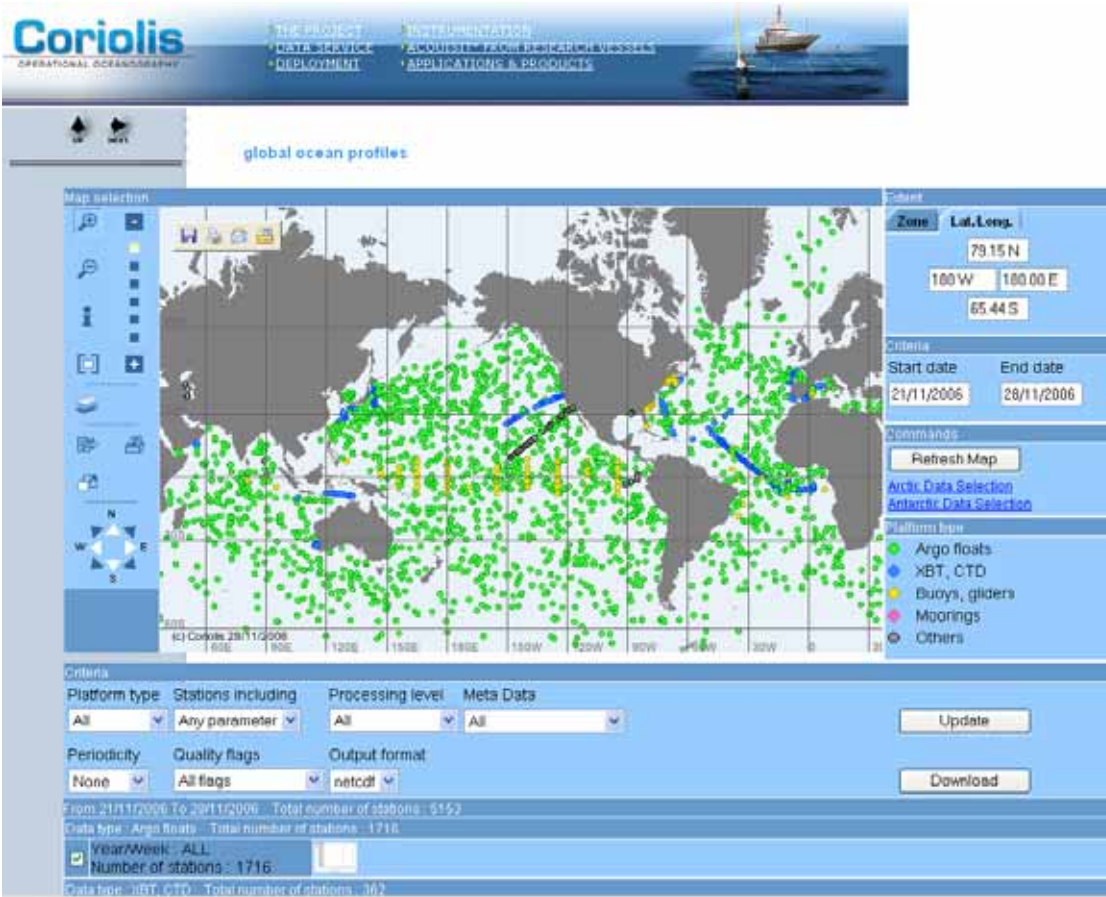 Coriolis
OPERATIONAL OCEANOGRAPHY
THE PROJECT
DATA SERVICE
DEPLOYMENT
INSTRUMENTATION
ACQUISIT° FROM RESEARCH VESSELS
APPLICATIONS & PRODUCTS
UP NEXT
global ocean profiles
Map selection
N
W E
S
(c) Coriolis 28/11/2006
60E 90E 120E 150E 180E 150W 120W 90W 60W 30W 0
Extent
Zone Lat./Long.
79.15 N
180 W 180.00 E
65.44 S
Criteria
Start date End date
21/11/2006 28/11/2006
Commands
Refresh Map
Arctic Data Selection
Antarctic Data Selection
Platform type
Argo floats
XBT, CTD
Buoys, gliders
Moorings
Others
Criteria
Platform type Stations including Processing level Meta Data
All Any parameter All All
Update
Periodicity Quality flags Output format
None All flags netcdf
Download
From 21/11/2006 To 28/11/2006 Total number of stations : 5153
Data type : Argo floats Total number of stations : 1716
Year/Week : ALL
Number of stations : 1716
Data type : XBT, CTD Total number of stations : 362